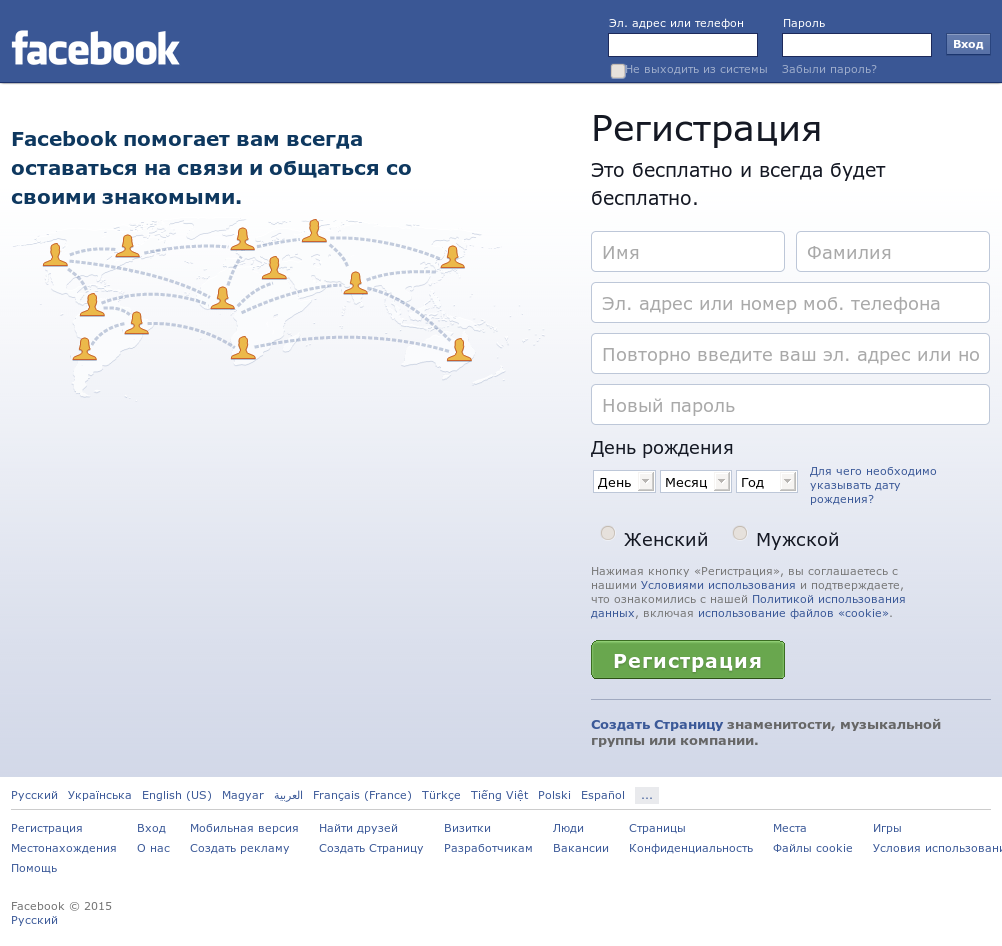 facebook
Эл. адрес или телефон
Пароль
Вход
Не выходить из системы
Забыли пароль?
Facebook помогает вам всегда
оставаться на связи и общаться со
своими знакомыми.
Регистрация
Это бесплатно и всегда будет
бесплатно.
Имя
Фамилия
Эл. адрес или номер моб. телефона
Повторно введите ваш эл. адрес или но
Новый пароль
День рождения
День
Месяц
Год
Для чего необходимо
указывать дату
рождения?
Женский
Мужской
Нажимая кнопку «Регистрация», вы соглашаетесь с
нашими Условиями использования и подтверждаете,
что ознакомились с нашей Политикой использования
данных, включая использование файлов «cookie».
Регистрация
Создать Страницу знаменитости, музыкальной
группы или компании.
Русский Українська English (US) Magyar العربية Français (France) Türkçe Tiếng Việt Polski Español ...
Регистрация Вход Мобильная версия Найти друзей Визитки Люди Страницы Места Игры
Местонахождения О нас Создать рекламу Создать Страницу Разработчикам Вакансии Конфиденциальность Файлы cookie Условия использовани
Помощь
Facebook © 2015
Русский